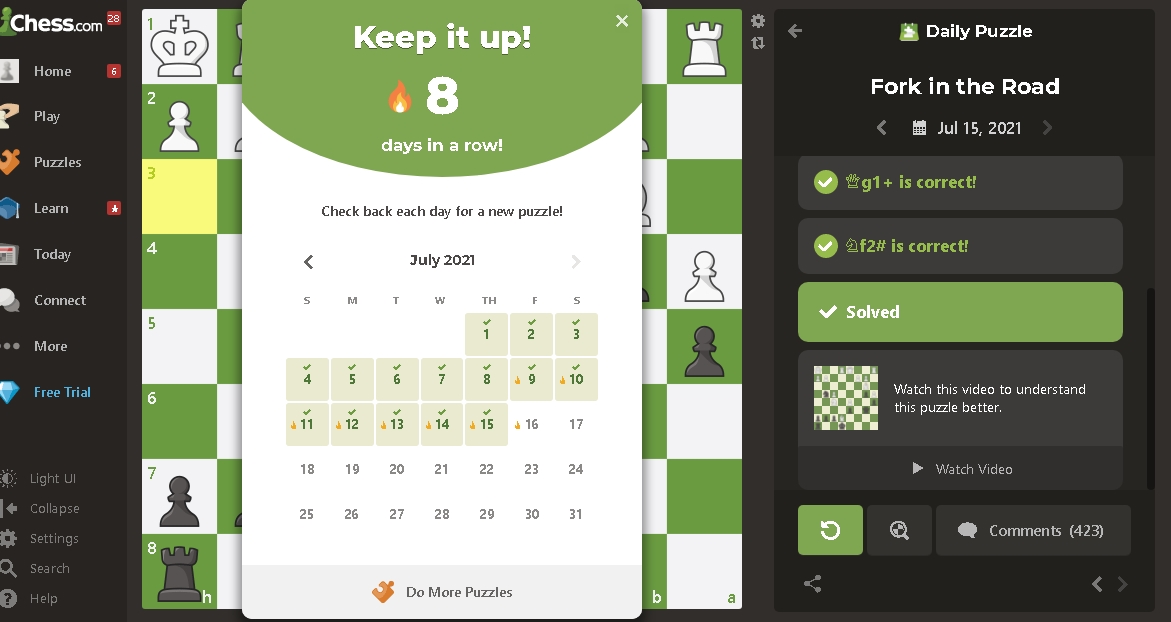 Chess.com
28
Home
6
Play
Puzzles
Learn
Today
Connect
More
Free Trial
Light UI
Collapse
Settings
Search
Help
1
2
3
4
5
6
7
8
h
b
a
Keep it up!
8
days in a row!
Check back each day for a new puzzle!
July 2021
S M T W TH F S
1 2 3
4 5 6 7 8 9 10
11 12 13 14 15 16 17
18 19 20 21 22 23 24
25 26 27 28 29 30 31
Do More Puzzles
Daily Puzzle
Fork in the Road
Jul 15, 2021
♕g1+ is correct!
♘f2# is correct!
Solved
Watch this video to understand
this puzzle better.
Watch Video
Comments (423)